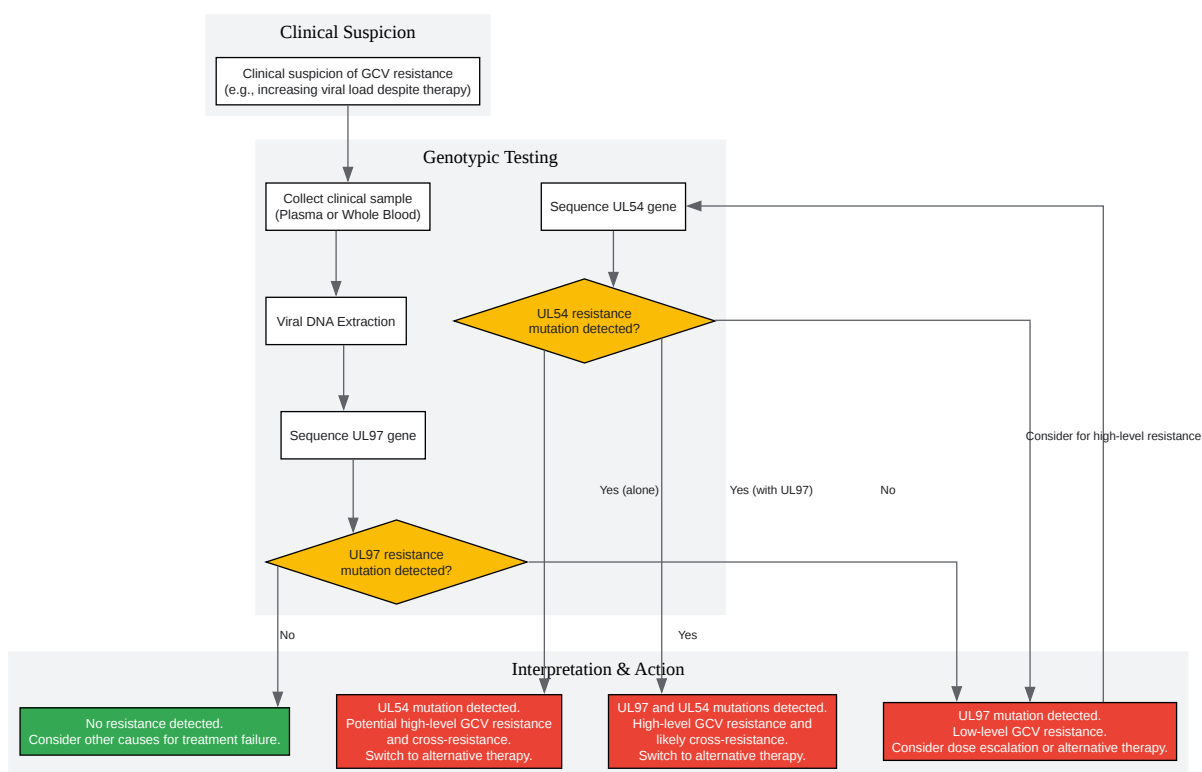 Clinical Suspicion
Clinical suspicion of GCV resistance
(e.g., increasing viral load despite therapy)
Genotypic Testing
Collect clinical sample
(Plasma or Whole Blood)
Sequence UL54 gene
Viral DNA Extraction
UL54 resistance
mutation detected?
Sequence UL97 gene
Consider for high-level resistance
Yes (alone)
Yes (with UL97)
No
UL97 resistance
mutation detected?
No
Yes
Interpretation & Action
No resistance detected.
Consider other causes for treatment failure.
UL54 mutation detected.
Potential high-level GCV resistance
and cross-resistance.
Switch to alternative therapy.
UL97 and UL54 mutations detected.
High-level GCV resistance and
likely cross-resistance.
Switch to alternative therapy.
UL97 mutation detected.
Low-level GCV resistance.
Consider dose escalation or alternative therapy.